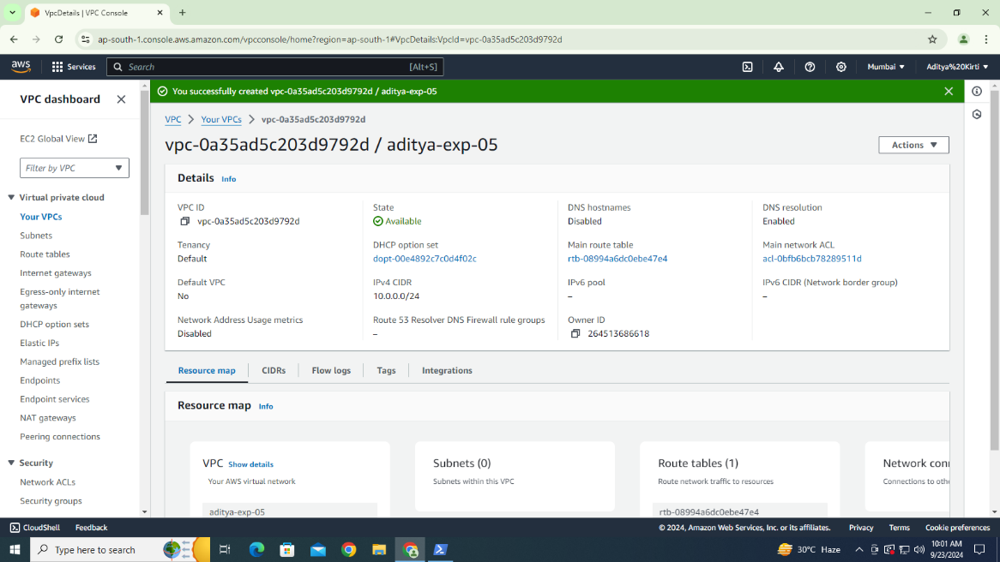 VpcDetails | VPC Console
ap-south-1.console.aws.amazon.com/vpcconsole/home?region=ap-south-1#VpcDetails:VpcId=vpc-0a35ad5c203d9792d
aws
Services
Search
[Alt+S]
Mumbai
Aditya%20Kirti
VPC dashboard
EC2 Global View
Filter by VPC
Virtual private cloud
Your VPCs
Subnets
Route tables
Internet gateways
Egress-only internet
gateways
DHCP option sets
Elastic IPs
Managed prefix lists
Endpoints
Endpoint services
NAT gateways
Peering connections
Security
Network ACLs
Security groups
You successfully created vpc-0a35ad5c203d9792d / aditya-exp-05
VPC
Your VPCs
vpc-0a35ad5c203d9792d
vpc-0a35ad5c203d9792d / aditya-exp-05
Actions
Details
Info
VPC ID
vpc-0a35ad5c203d9792d
State
Available
DNS hostnames
Disabled
DNS resolution
Enabled
Tenancy
Default
DHCP option set
dopt-00e4892c7c0d4f02c
Main route table
rtb-08994a6dc0ebe47e4
Main network ACL
acl-0bfb6bcb78289511d
Default VPC
No
IPv4 CIDR
10.0.0.0/24
IPv6 pool
–
IPv6 CIDR (Network border group)
–
Network Address Usage metrics
Disabled
Route 53 Resolver DNS Firewall rule groups
–
Owner ID
264513686618
Resource map
CIDRs
Flow logs
Tags
Integrations
Resource map
Info
VPC
Show details
Your AWS virtual network
aditya-exp-05
Subnets (0)
Subnets within this VPC
Route tables (1)
Route network traffic to resources
rtb-08994a6dc0ebe47e4
Network con
Connections to oth
CloudShell
Feedback
© 2024, Amazon Web Services, Inc. or its affiliates.
Privacy
Terms
Cookie preferences
Type here to search
30°C Haze
10:01 AM
9/23/2024